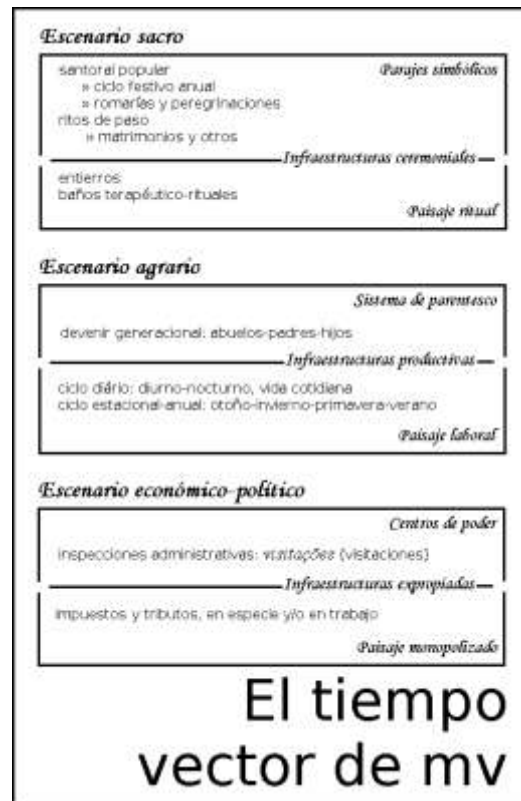 Escenario sacro
santoral popular
Parajes simbólicos
» ciclo festivo anual
» romarías y peregrinaciones
ritos de paso
» matrimonios y otros
Infraestructuras ceremoniales
entierros
baños terapéutico-rituales
Paisaje ritual
Escenario agrario
Sistema de parentesco
devenir generacional: abuelos-padres-hijos
Infraestructuras productivas
ciclo diário: diurno-nocturno, vida cotidiana
ciclo estacional-anual: otoño-invierno-primavera-verano
Paisaje laboral
Escenario económico-político
Centros de poder
inspecciones administrativas: visitações (visitaciones)
Infraestructuras expropiadas
impuestos y tributos, en especie y/o en trabajo
Paisaje monopolizado
El tiempo
vector de mv